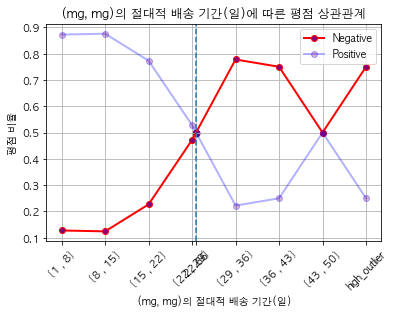 (mg, mg)의 절대적 배송 기간(일)에 따른 평점 상관관계
Negative
Positive
평점 비율
0.9
0.8
0.7
0.6
0.5
0.4
0.3
0.2
0.1
(1 , 8)
(8 , 15)
(15 , 22)
(29 , 36)
(36 , 43)
(43 , 50)
(mg, mg)의 절대적 배송 기간(일)